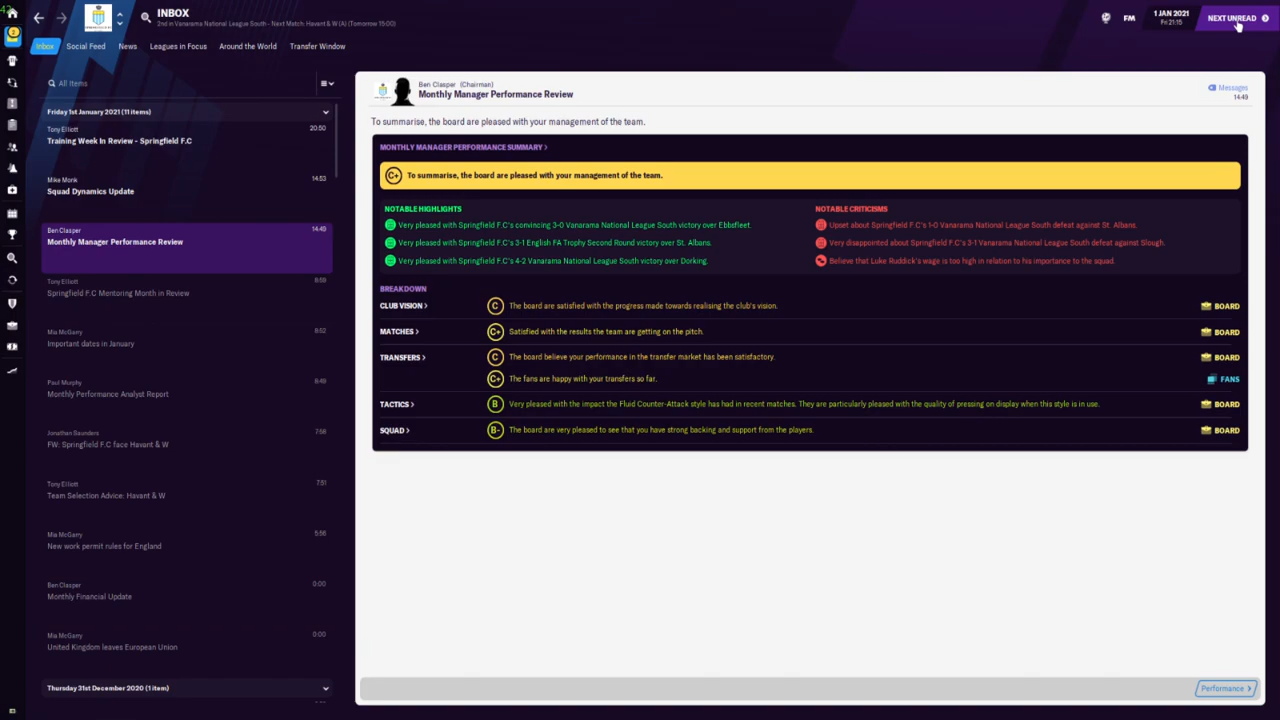 INBOX
2nd in Vanarama National League South - Next Match: Havant & W (A) (Tomorrow 15:00)
FM
1 JAN 2021
Fri 21:15
NEXT UNREAD
2
Inbox
Social Feed
News
Leagues in Focus
Around the World
Transfer Window
All Items
Friday 1st January 2021 (11 items)
Tony Elliott 20:50
Training Week In Review - Springfield F.C
Mike Monk 14:53
Squad Dynamics Update
Ben Clasper 14:49
Monthly Manager Performance Review
Tony Elliott 8:59
Springfield F.C Mentoring Month in Review
Mia McGarry 8:52
Important dates in January
Paul Murphy 8:49
Monthly Performance Analyst Report
Jonathan Saunders 7:58
FW: Springfield F.C face Havant & W
Tony Elliott 7:51
Team Selection Advice: Havant & W
Mia McGarry 5:56
New work permit rules for England
Ben Clasper 0:00
Monthly Financial Update
Mia McGarry 0:00
United Kingdom leaves European Union
Thursday 31st December 2020 (1 item)
Ben Clasper (Chairman)
Monthly Manager Performance Review
Messages
14:49
To summarise, the board are pleased with your management of the team.
MONTHLY MANAGER PERFORMANCE SUMMARY >
C+ To summarise, the board are pleased with your management of the team.
NOTABLE HIGHLIGHTS
Very pleased with Springfield F.C's convincing 3-0 Vanarama National League South victory over Ebbsfleet.
Very pleased with Springfield F.C's 3-1 English FA Trophy Second Round victory over St. Albans.
Very pleased with Springfield F.C's 4-2 Vanarama National League South victory over Dorking.
NOTABLE CRITICISMS
Upset about Springfield F.C's 1-0 Vanarama National League South defeat against St. Albans.
Very disappointed about Springfield F.C's 3-1 Vanarama National League South defeat against Slough.
Believe that Luke Ruddick's wage is too high in relation to his importance to the squad.
BREAKDOWN
CLUB VISION > C The board are satisfied with the progress made towards realising the club's vision. BOARD
MATCHES > C+ Satisfied with the results the team are getting on the pitch. BOARD
TRANSFERS > C The board believe your performance in the transfer market has been satisfactory. BOARD
C+ The fans are happy with your transfers so far. FANS
TACTICS > B Very pleased with the impact the Fluid Counter-Attack style has had in recent matches. They are particularly pleased with the quality of pressing on display when this style is in use. BOARD
SQUAD > B- The board are very pleased to see that you have strong backing and support from the players. BOARD
Performance >